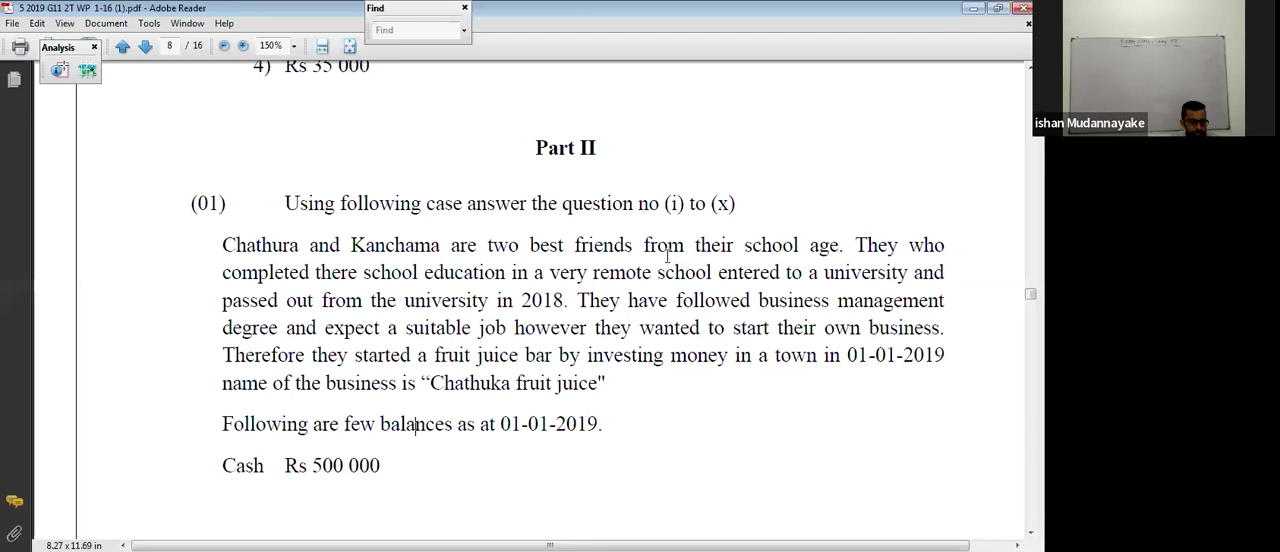 5 2019 G11 2T WP 1-16 (1).pdf - Adobe Reader
File Edit View Document Tools Window Help
Find
Find
Analysis
8 / 16 150%
4) Rs 35 000
Part II
(01) Using following case answer the question no (i) to (x)
Chathura and Kanchama are two best friends from their school age. They who
completed there school education in a very remote school entered to a university and
passed out from the university in 2018. They have followed business management
degree and expect a suitable job however they wanted to start their own business.
Therefore they started a fruit juice bar by investing money in a town in 01-01-2019
name of the business is “Chathuka fruit juice"
Following are few balances as at 01-01-2019.
Cash Rs 500 000
8.27 x 11.69 in
ishan Mudannayake